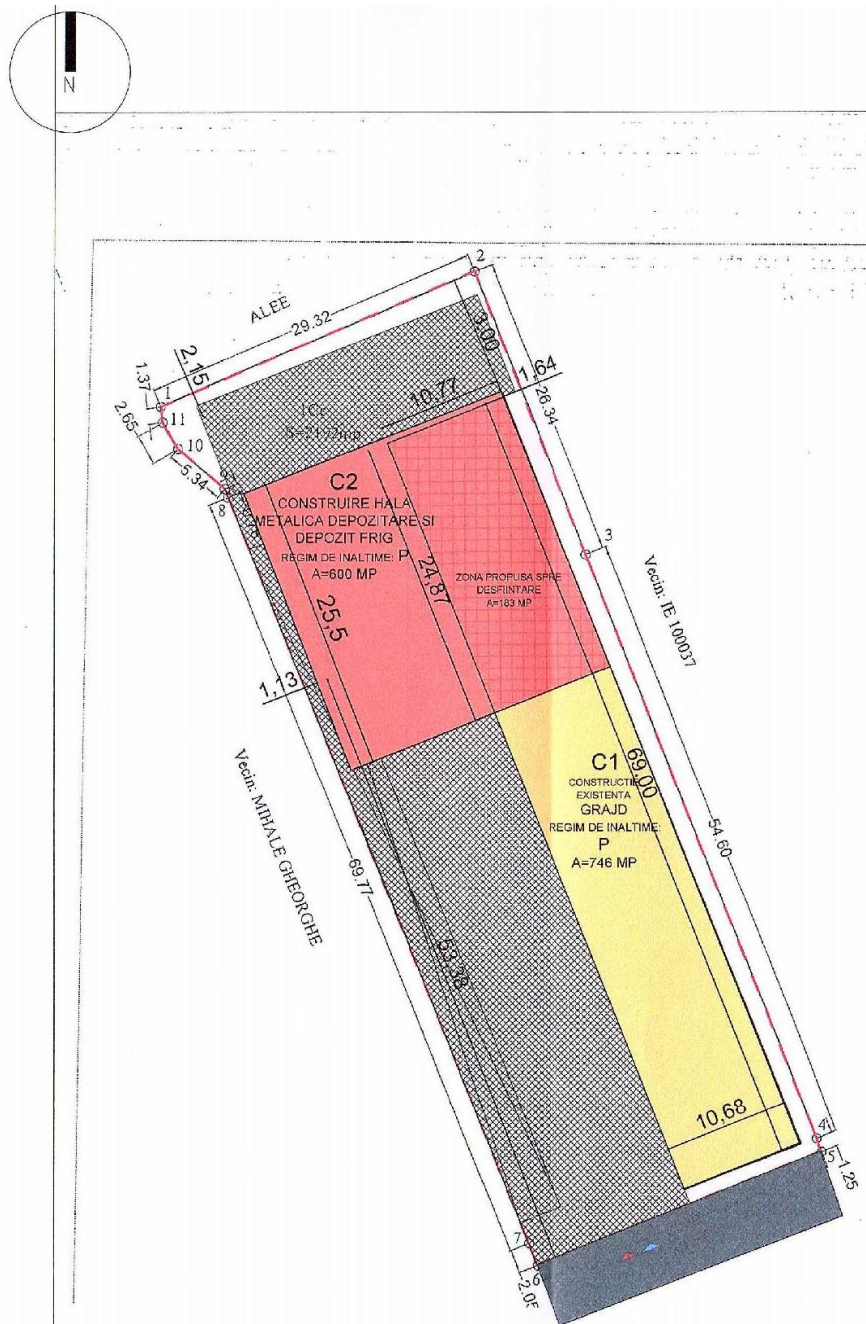 N
2
ALEE
29.32
3,00
2,15
1.37
1
1,64
10,77
26.34
11
2.65
10
5.34
8
C2
CONSTRUIRE HALA
METALICA DEPOZITARE SI
DEPOZIT FRIG
REGIM DE INALTIME: P
A=600 MP
24,87
ZONA PROPUSA SPRE
DESFIINTARE
A=183 MP
3
25,5
1,13
Vecin: IE 100037
C1
CONSTRUCTIE
EXISTENTA
GRAJD
REGIM DE INALTIME:
P
A=746 MP
69,00
54.60
Vecin: MIHALE GHEORGHE
69.77
53,38
10,68
4
5
1.25
7
6
2.05